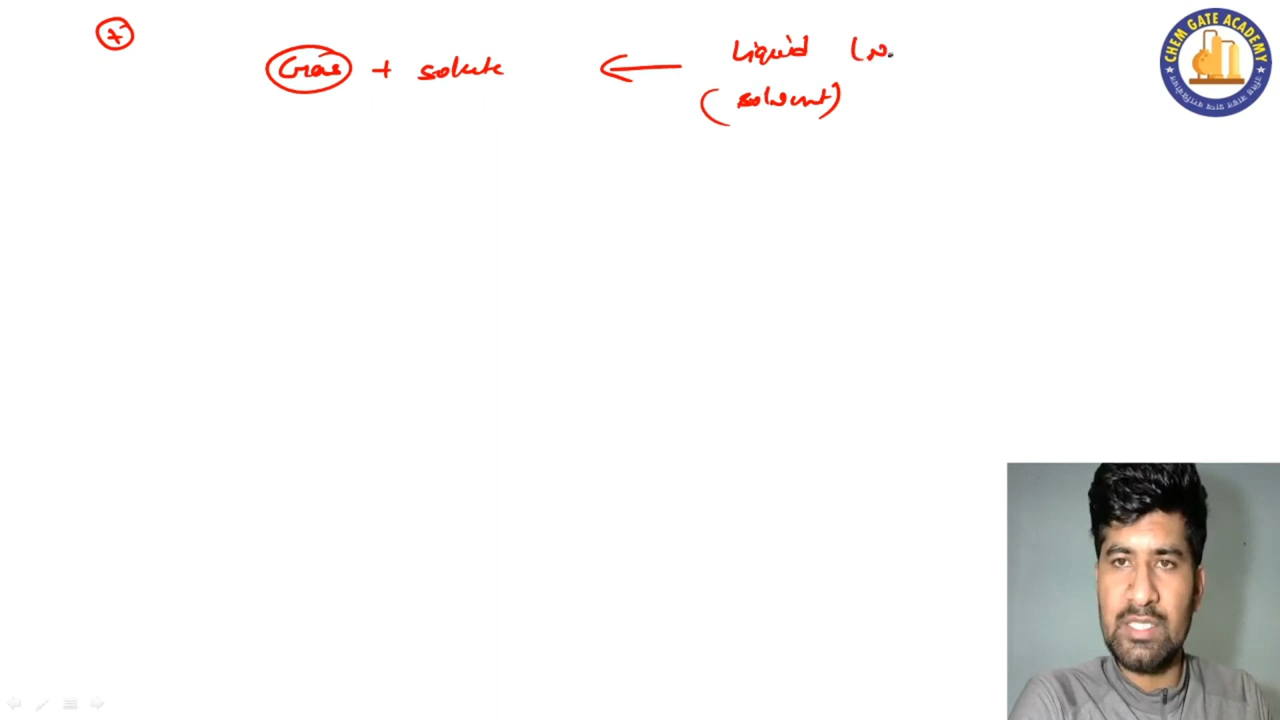 *
Gas + solute ← Liquid (
(solvent)
CHEM GATE ACADEMY